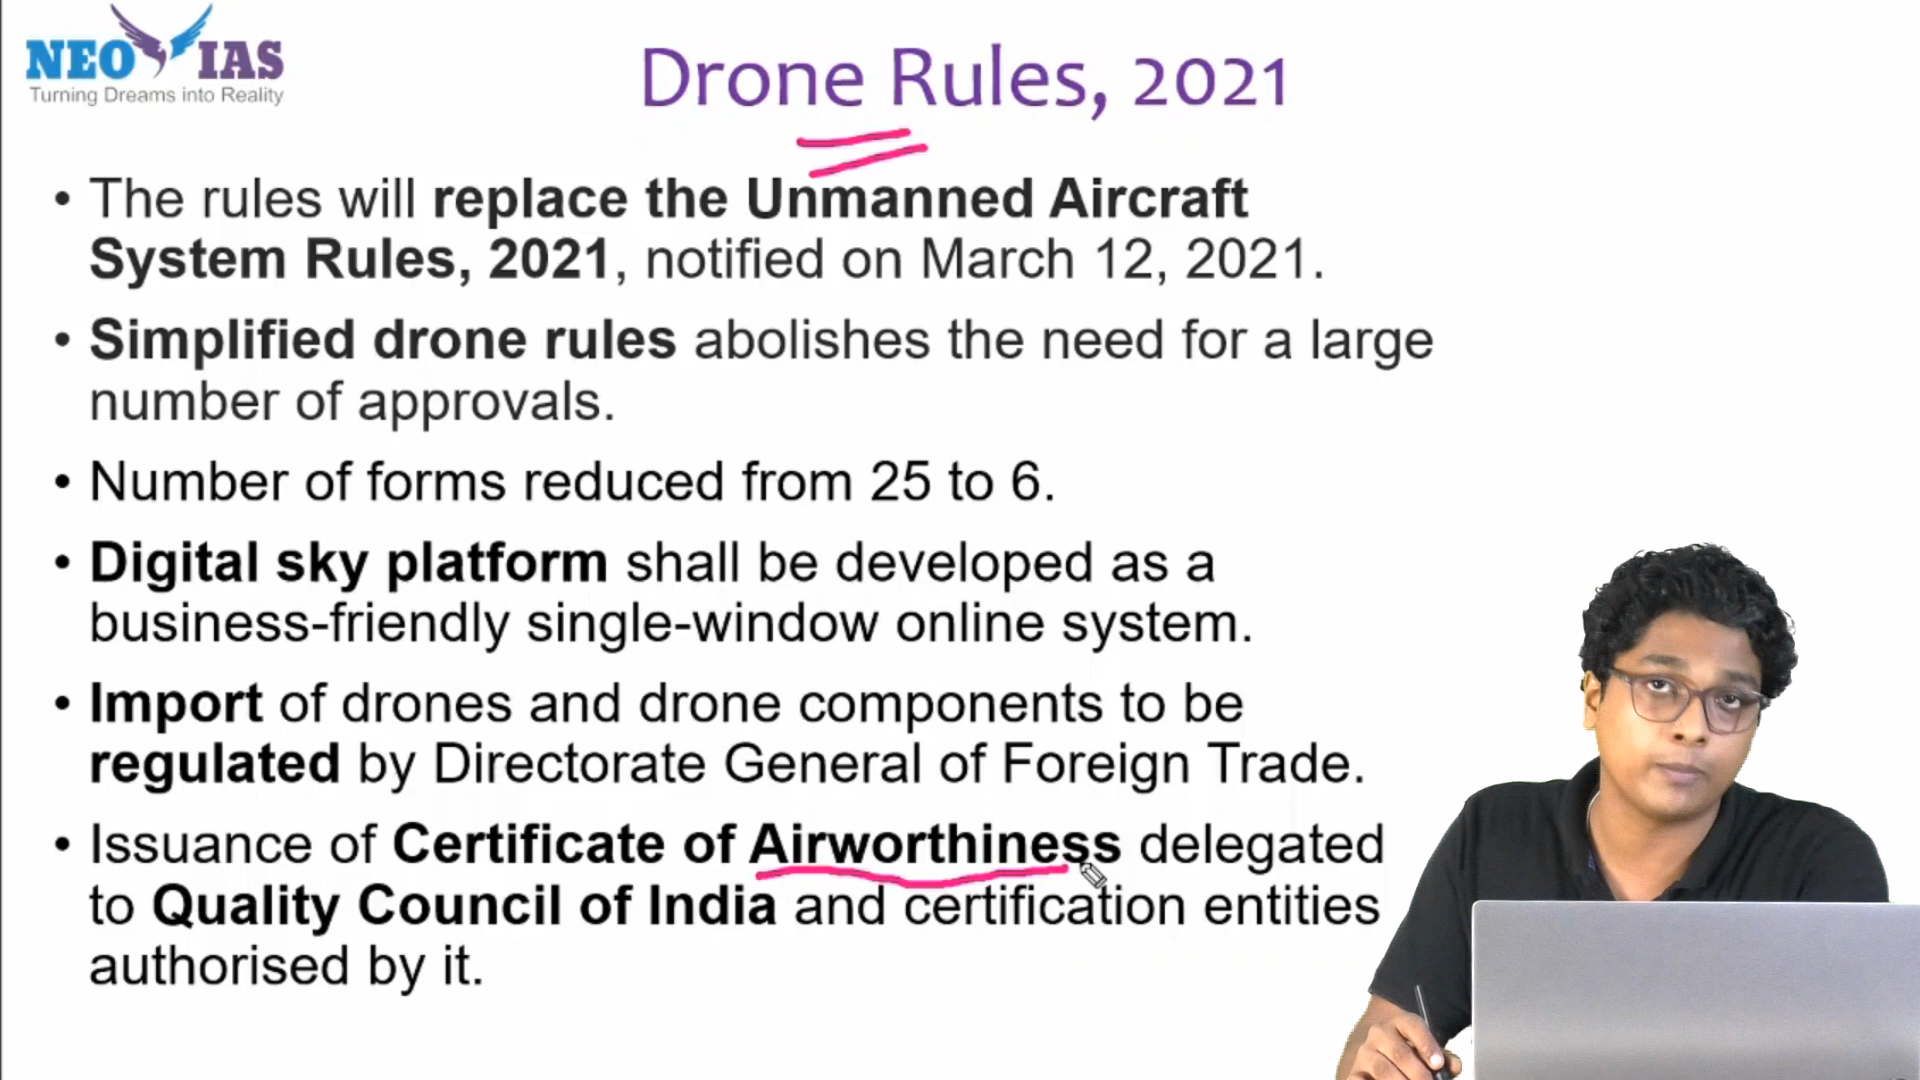 NEO IAS
Turning Dreams into Reality
Drone Rules, 2021
• The rules will replace the Unmanned Aircraft
System Rules, 2021, notified on March 12, 2021.
• Simplified drone rules abolishes the need for a large
number of approvals.
• Number of forms reduced from 25 to 6.
• Digital sky platform shall be developed as a
business-friendly single-window online system.
• Import of drones and drone components to be
regulated by Directorate General of Foreign Trade.
• Issuance of Certificate of Airworthiness delegated
to Quality Council of India and certification entities
authorised by it.